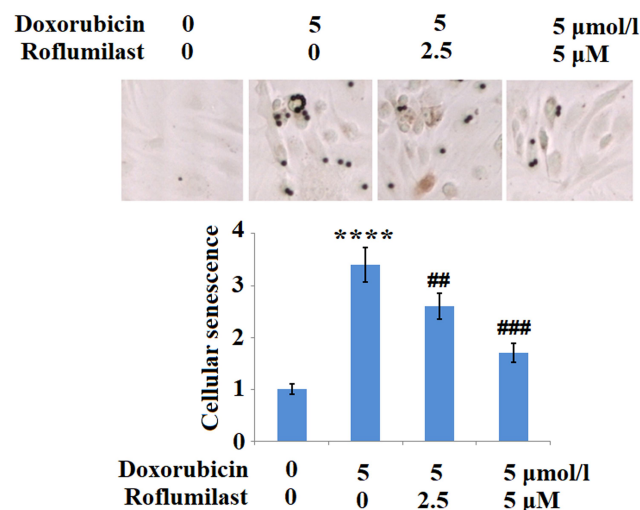 Doxorubicin 0 5 5 5 µmol/l
Roflumilast 0 0 2.5 5 µM
4
3
2
1
0
Cellular senescence
****
##
###
Doxorubicin 0 5 5 5 µmol/l
Roflumilast 0 0 2.5 5 µM